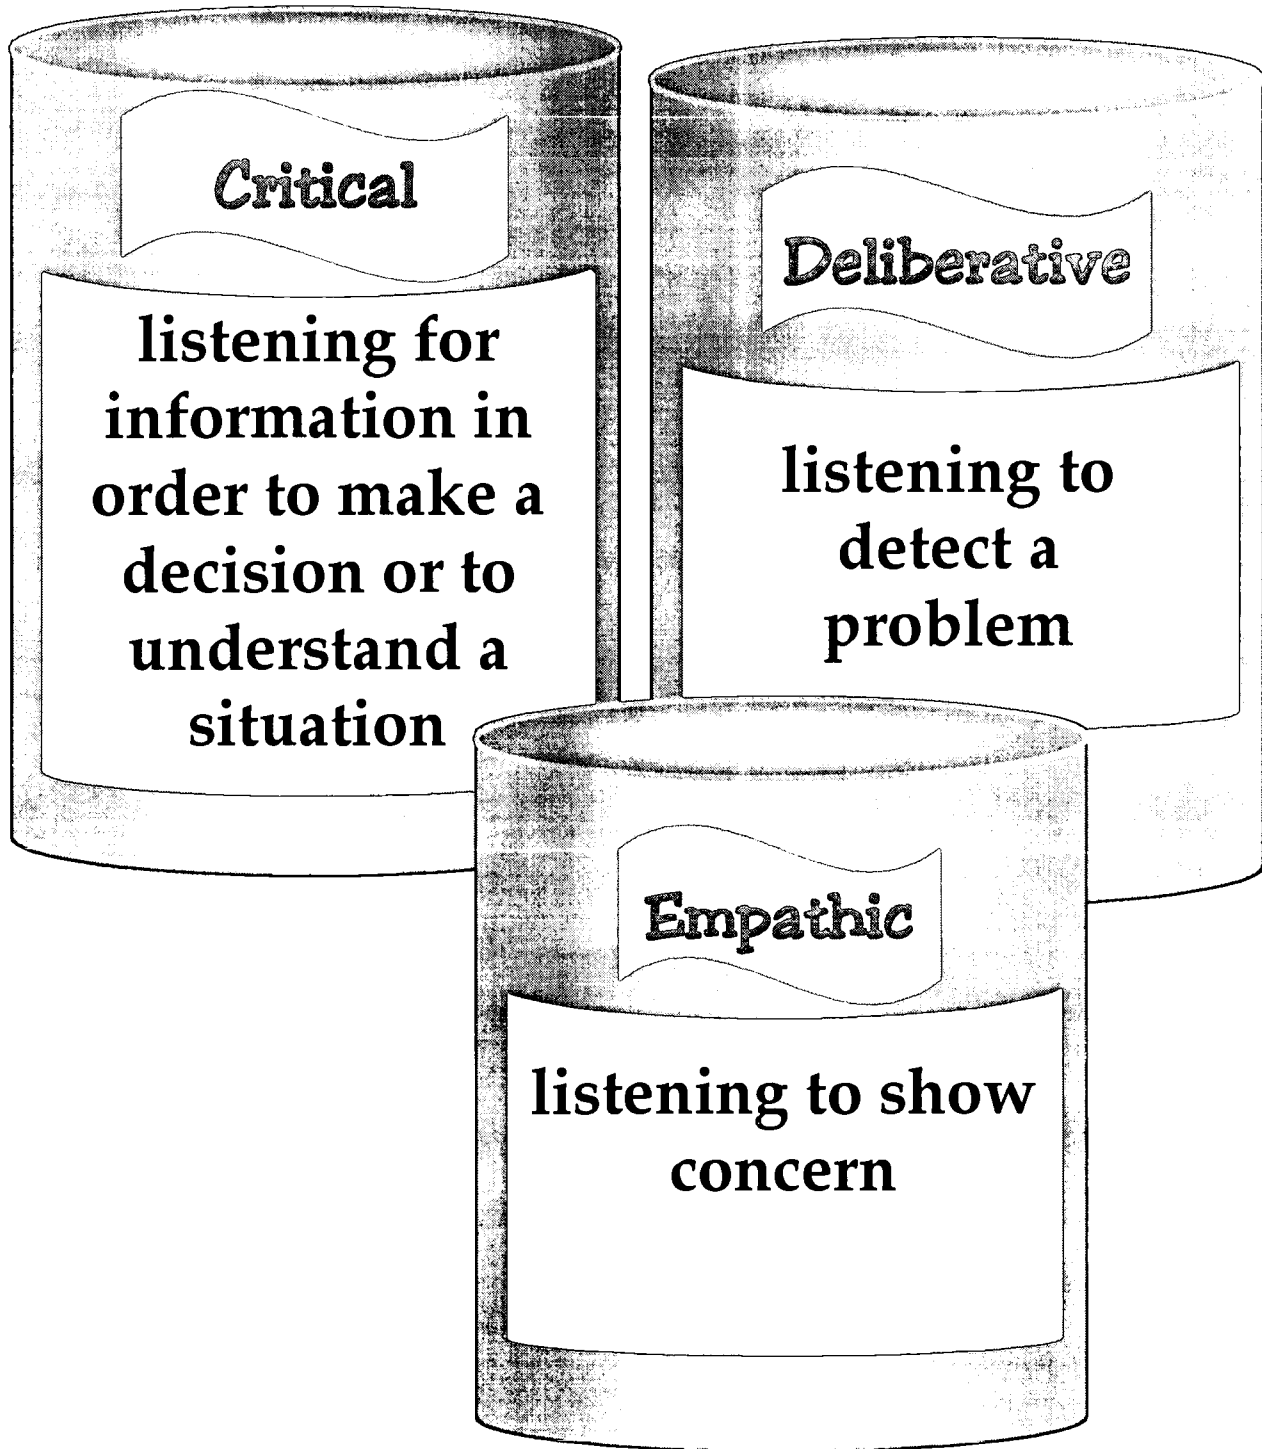 Critical
listening for
information in
order to make a
decision or to
understand a
situation
Deliberative
listening to
detect a
problem
Empathic
listening to show
concern